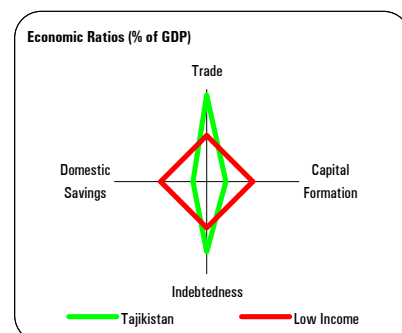 Economic Ratios (% of GDP)
Trade
Domestic
Savings
Capital
Formation
Indebtedness
Tajikistan
Low Income